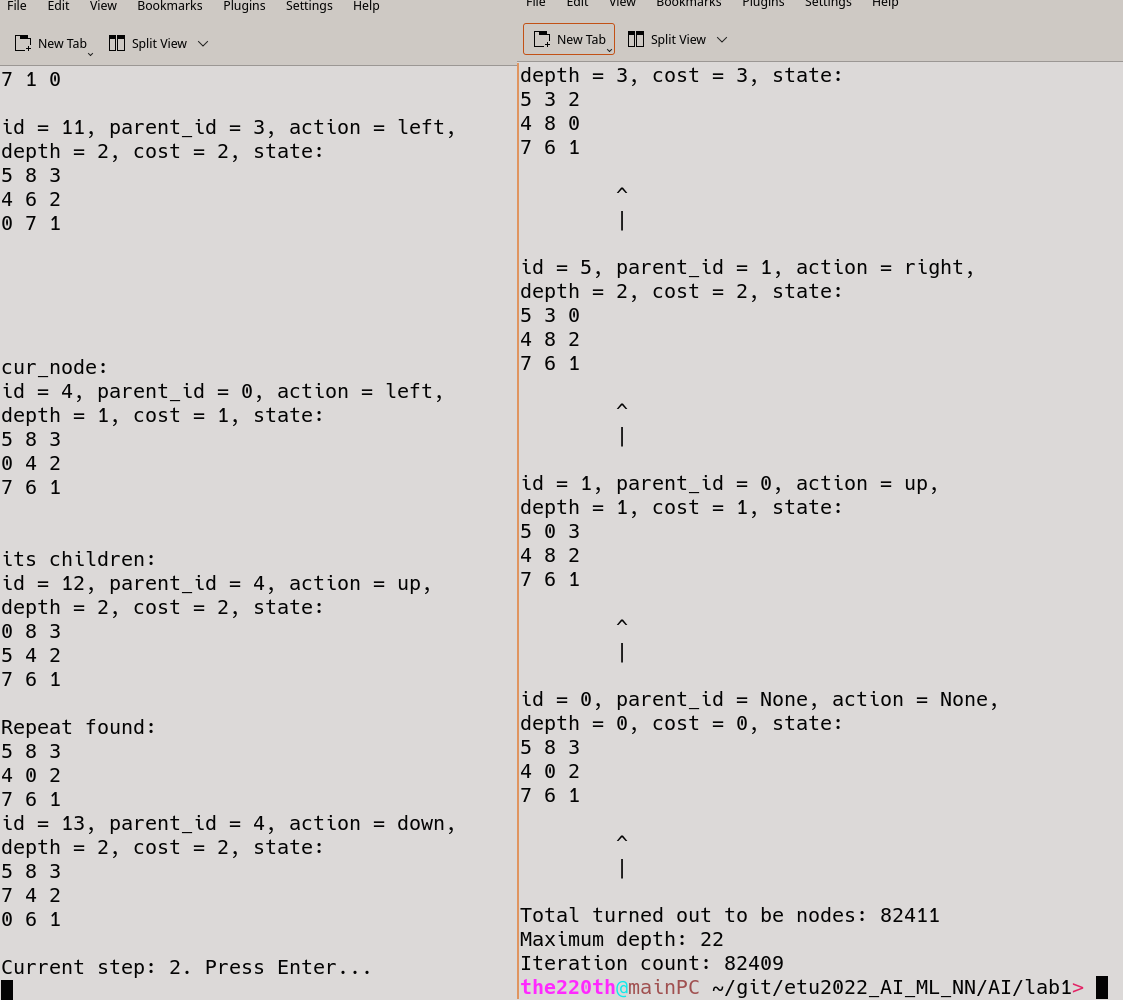 File Edit View Bookmarks Plugins Settings Help
New Tab Split View
7 1 0
id = 11, parent_id = 3, action = left,
depth = 2, cost = 2, state:
5 8 3
4 6 2
0 7 1
cur_node:
id = 4, parent_id = 0, action = left,
depth = 1, cost = 1, state:
5 8 3
0 4 2
7 6 1
its children:
id = 12, parent_id = 4, action = up,
depth = 2, cost = 2, state:
0 8 3
5 4 2
7 6 1
Repeat found:
5 8 3
4 0 2
7 6 1
id = 13, parent_id = 4, action = down,
depth = 2, cost = 2, state:
5 8 3
7 4 2
0 6 1
Current step: 2. Press Enter...
File Edit View Bookmarks Plugins Settings Help
New Tab Split View
depth = 3, cost = 3, state:
5 3 2
4 8 0
7 6 1
^
|
id = 5, parent_id = 1, action = right,
depth = 2, cost = 2, state:
5 3 0
4 8 2
7 6 1
^
|
id = 1, parent_id = 0, action = up,
depth = 1, cost = 1, state:
5 0 3
4 8 2
7 6 1
^
|
id = 0, parent_id = None, action = None,
depth = 0, cost = 0, state:
5 8 3
4 0 2
7 6 1
^
|
Total turned out to be nodes: 82411
Maximum depth: 22
Iteration count: 82409
the220th@mainPC ~/git/etu2022_AI_ML_NN/AI/lab1>